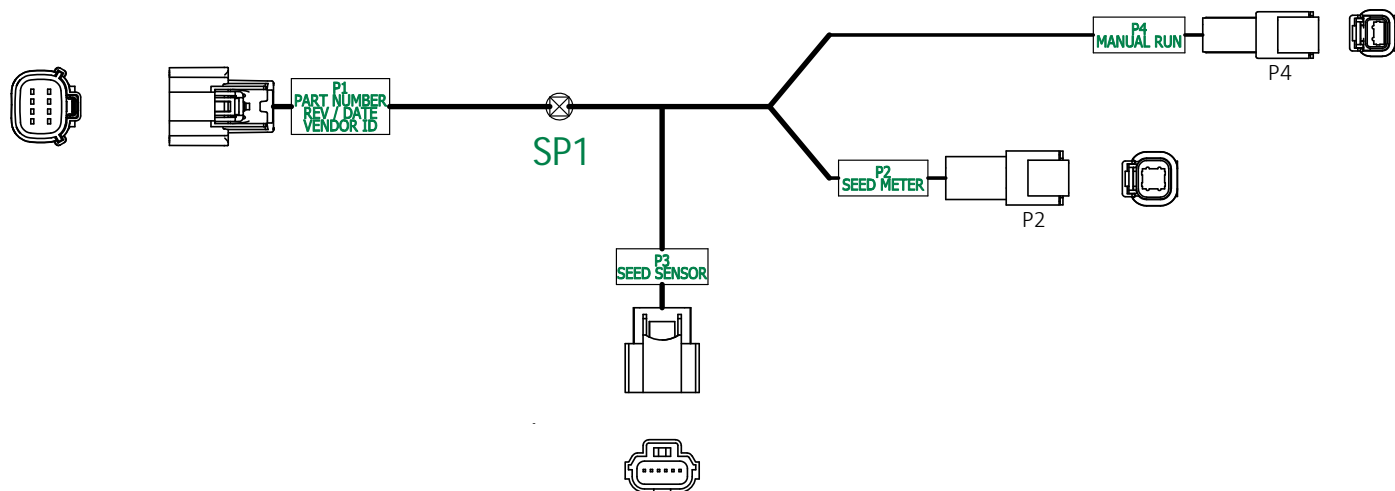 P4
MANUAL RUN
P4
P1
PART NUMBER
REV / DATE
VENDOR ID
SP1
P2
SEED METER
P2
P3
SEED SENSOR